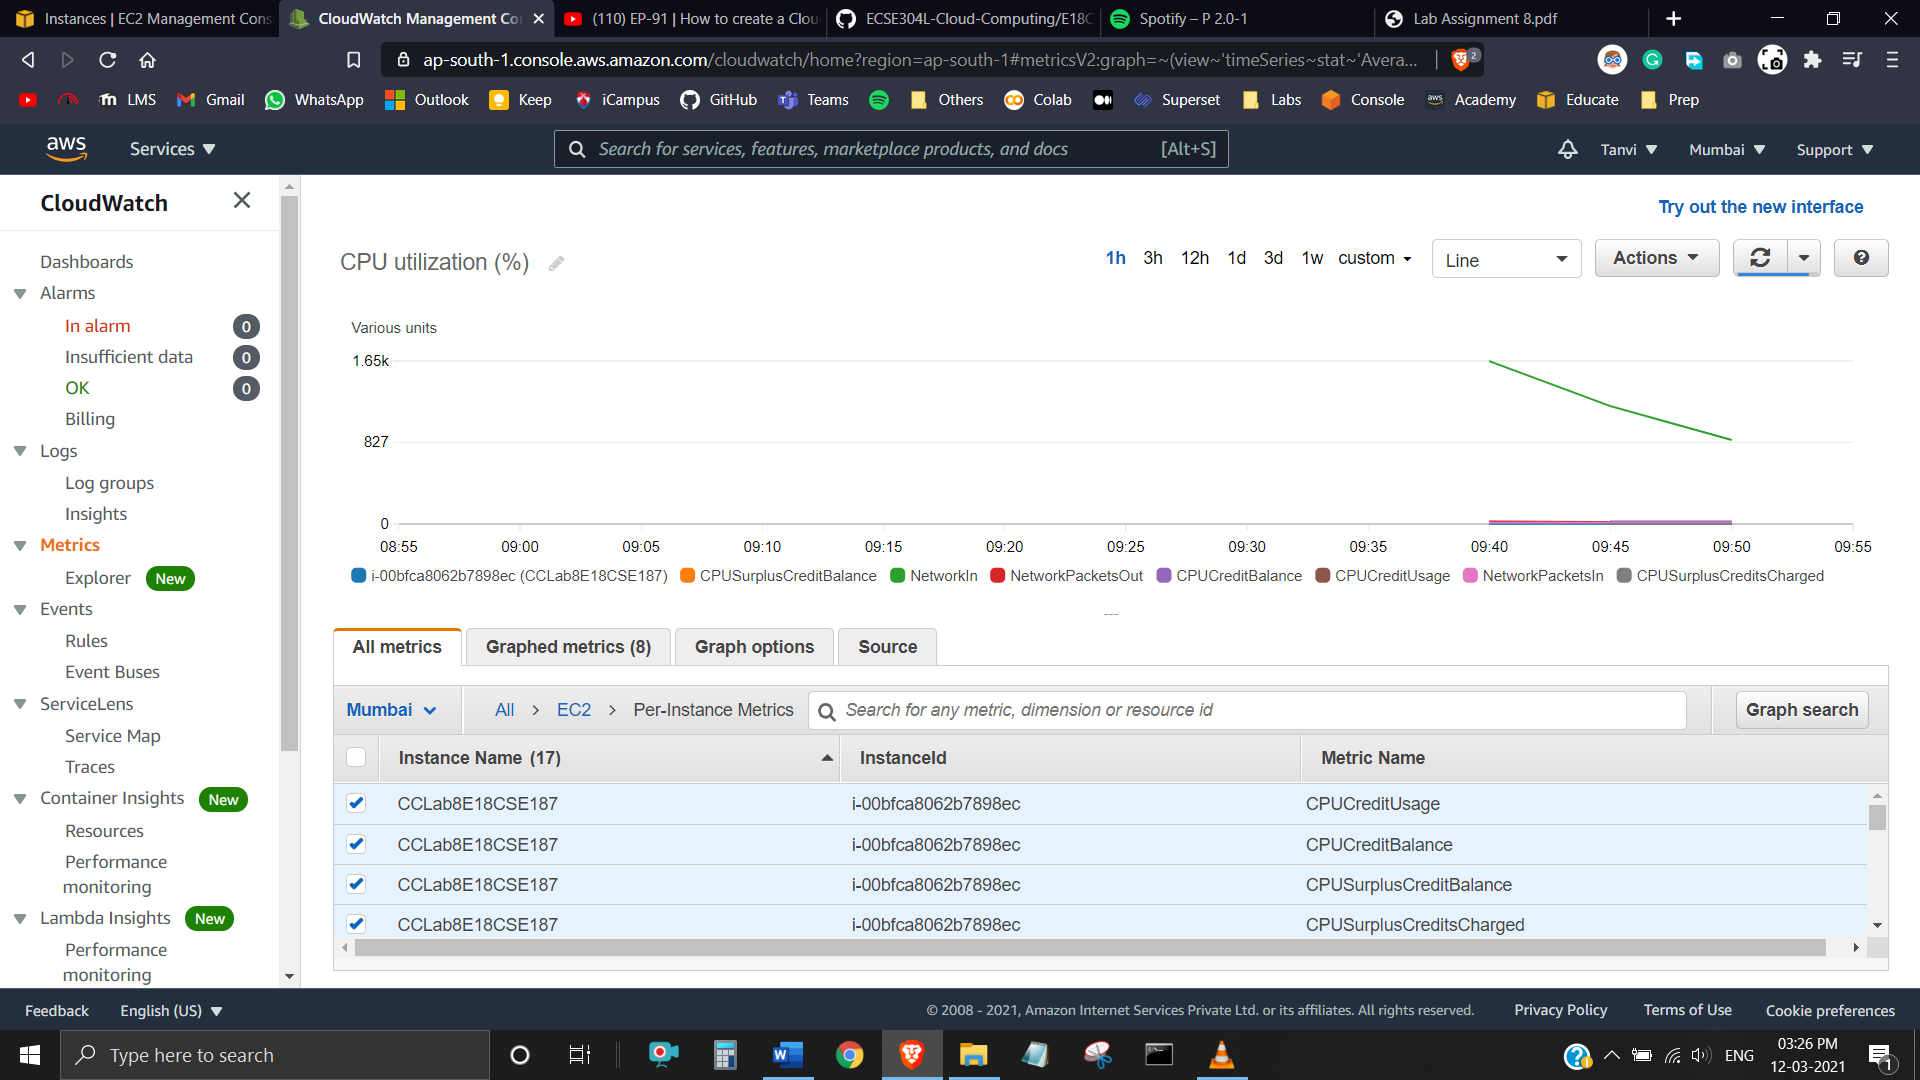 Instances | EC2 Management Cons
CloudWatch Management Co
(110) EP-91 | How to create a Clou
ECSE304L-Cloud-Computing/E18C
Spotify – P 2.0-1
Lab Assignment 8.pdf
ap-south-1.console.aws.amazon.com/cloudwatch/home?region=ap-south-1#metricsV2:graph=~(view~'timeSeries~stat~'Avera...
2
LMS Gmail WhatsApp Outlook Keep iCampus GitHub Teams Others Colab Superset Labs Console aws Academy Educate Prep
aws Services Search for services, features, marketplace products, and docs [Alt+S] Tanvi Mumbai Support
CloudWatch
Dashboards
Alarms
In alarm 0
Insufficient data 0
OK 0
Billing
Logs
Log groups
Insights
Metrics
Explorer New
Events
Rules
Event Buses
ServiceLens
Service Map
Traces
Container Insights New
Resources
Performance
monitoring
Lambda Insights New
Performance
monitoring
Try out the new interface
CPU utilization (%)
1h 3h 12h 1d 3d 1w custom Line Actions ?
Various units
1.65k
827
0
08:55 09:00 09:05 09:10 09:15 09:20 09:25 09:30 09:35 09:40 09:45 09:50 09:55
i-00bfca8062b7898ec (CCLab8E18CSE187) CPUSurplusCreditBalance NetworkIn NetworkPacketsOut CPUCreditBalance CPUCreditUsage NetworkPacketsIn CPUSurplusCreditsCharged
All metrics Graphed metrics (8) Graph options Source
Mumbai All > EC2 > Per-Instance Metrics Search for any metric, dimension or resource id Graph search
Instance Name (17) InstanceId Metric Name
CCLab8E18CSE187 i-00bfca8062b7898ec CPUCreditUsage
CCLab8E18CSE187 i-00bfca8062b7898ec CPUCreditBalance
CCLab8E18CSE187 i-00bfca8062b7898ec CPUSurplusCreditBalance
CCLab8E18CSE187 i-00bfca8062b7898ec CPUSurplusCreditsCharged
Feedback English (US) © 2008 - 2021, Amazon Internet Services Private Ltd. or its affiliates. All rights reserved. Privacy Policy Terms of Use Cookie preferences
Type here to search
ENG
03:26 PM
12-03-2021
1